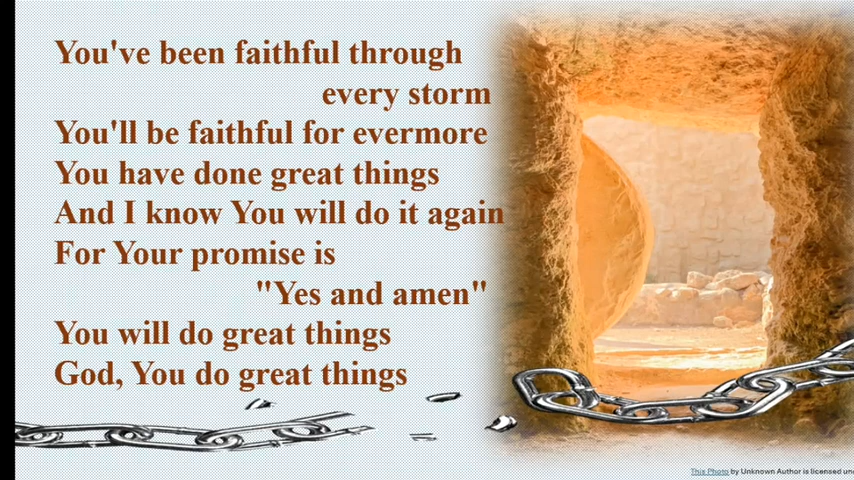 You've been faithful through
every storm
You'll be faithful for evermore
You have done great things
And I know You will do it again
For Your promise is
"Yes and amen"
You will do great things
God, You do great things
This Photo by Unknown Author is licensed